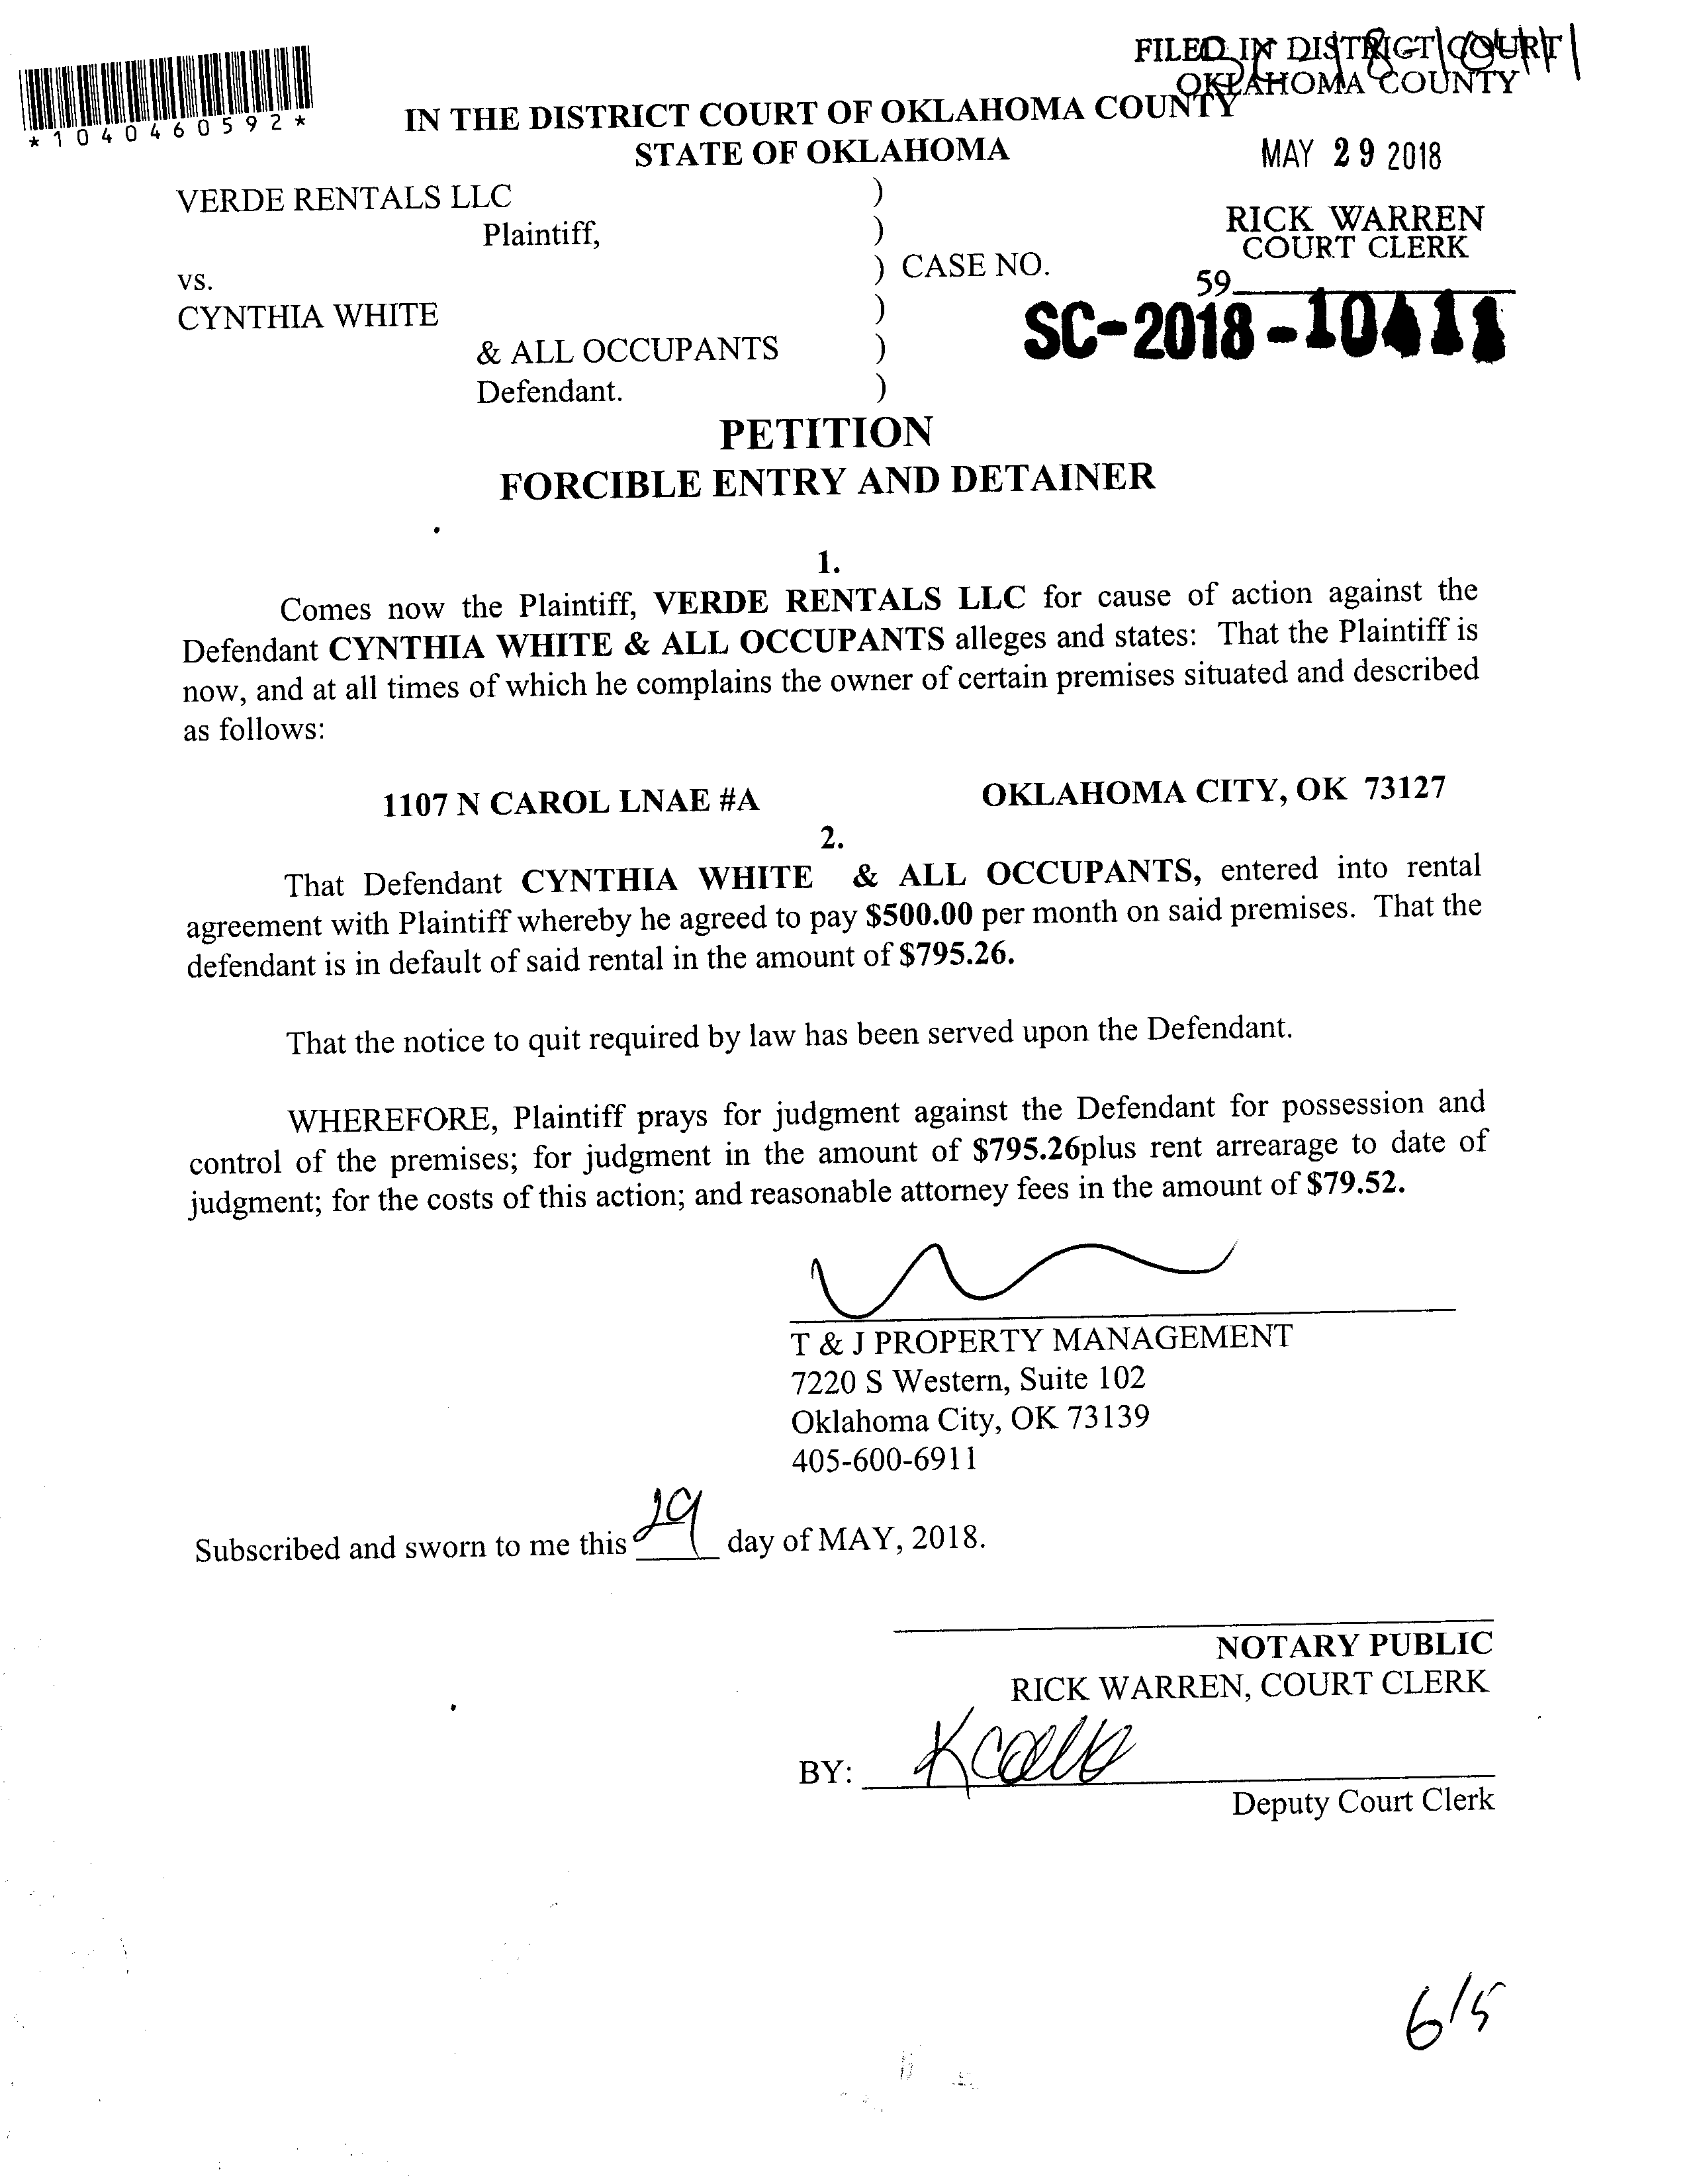 FILED IN DISTRICT COURT
OKLAHOMA COUNTY
*1040460592*
IN THE DISTRICT COURT OF OKLAHOMA COUNTY
STATE OF OKLAHOMA
MAY 29 2018
VERDE RENTALS LLC )
Plaintiff, )
RICK WARREN
COURT CLERK
vs. ) CASE NO.
59
CYNTHIA WHITE )
SC-2018-10411
& ALL OCCUPANTS )
Defendant. )
PETITION
FORCIBLE ENTRY AND DETAINER
1.
Comes now the Plaintiff, VERDE RENTALS LLC for cause of action against the
Defendant CYNTHIA WHITE & ALL OCCUPANTS alleges and states: That the Plaintiff is
now, and at all times of which he complains the owner of certain premises situated and described
as follows:
1107 N CAROL LNAE #A OKLAHOMA CITY, OK 73127
2.
That Defendant CYNTHIA WHITE & ALL OCCUPANTS, entered into rental
agreement with Plaintiff whereby he agreed to pay $500.00 per month on said premises. That the
defendant is in default of said rental in the amount of $795.26.
That the notice to quit required by law has been served upon the Defendant.
WHEREFORE, Plaintiff prays for judgment against the Defendant for possession and
control of the premises; for judgment in the amount of $795.26plus rent arrearage to date of
judgment; for the costs of this action; and reasonable attorney fees in the amount of $79.52.
T & J PROPERTY MANAGEMENT
7220 S Western, Suite 102
Oklahoma City, OK 73139
405-600-6911
Subscribed and sworn to me this 29 day of MAY, 2018.
NOTARY PUBLIC
RICK WARREN, COURT CLERK
BY:
Deputy Court Clerk
6/5